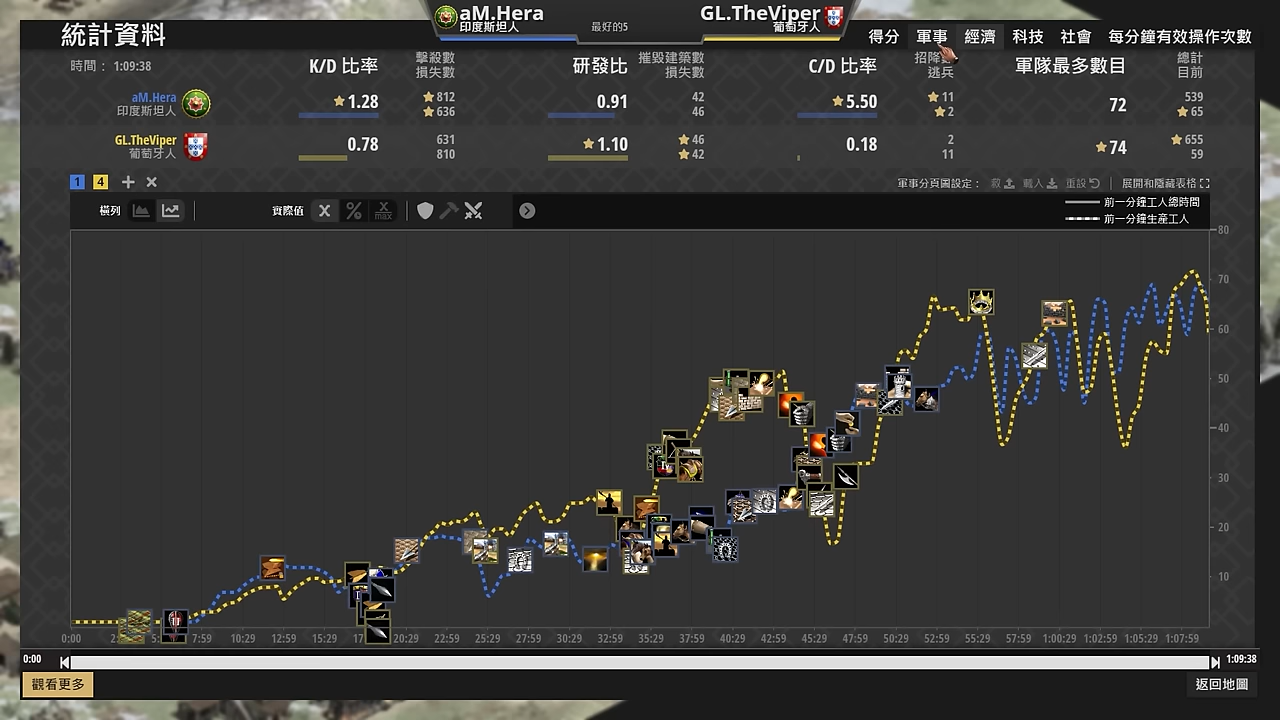 aM.Hera
印度斯坦人
最好的5
GL.TheViper
葡萄牙人
統計資料
得分 軍事 經濟 科技 社會 每分鐘有效操作次數
時間： 1:09:38
K/D 比率
擊殺數
損失數
研發比
摧毀建築數
損失數
C/D 比率
逃兵
軍隊最多數目
總計
目前
aM.Hera
印度斯坦人
1.28
812
636
0.91
42
46
5.50
11
2
72
539
65
GL.TheViper
葡萄牙人
0.78
631
810
1.10
46
42
0.18
2
11
74
655
59
1 4
軍事分頁圖設定：
載入
重設
展開和隱藏表格
橫列
實際值
X
%
X
max
前一分鐘工人總時間
前一分鐘生產工人
80
70
60
50
40
30
20
10
0:00 7:59 10:29 12:59 15:29 20:29 22:59 25:29 27:59 30:29 32:59 35:29 37:59 40:29 42:59 45:29 47:59 50:29 52:59 55:29 57:59 1:00:29 1:02:59 1:05:29 1:07:59
0:00
1:09:38
觀看更多
返回地圖